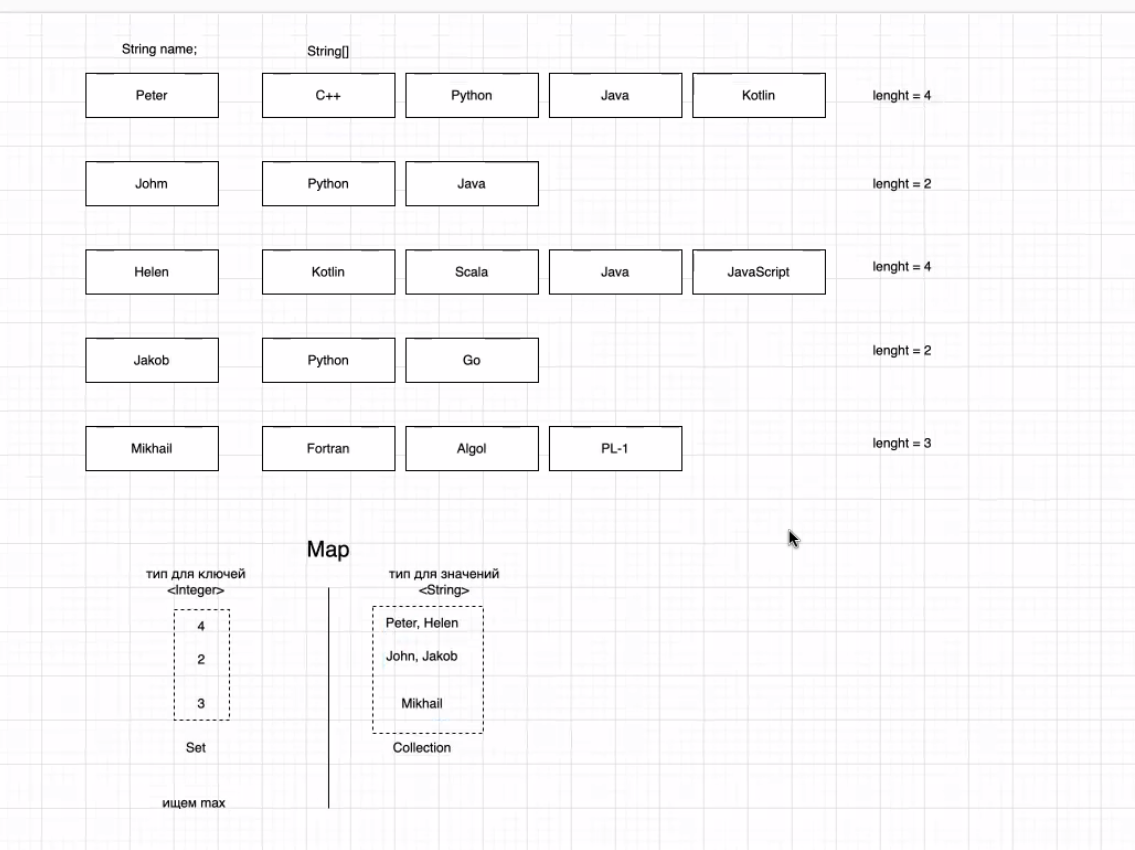 String name; String[]
Peter C++ Python Java Kotlin lenght = 4
Johm Python Java lenght = 2
Helen Kotlin Scala Java JavaScript lenght = 4
Jakob Python Go lenght = 2
Mikhail Fortran Algol PL-1 lenght = 3
Map
тип для ключей тип для значений
<Integer> <String>
4 Peter, Helen
2 John, Jakob
3 Mikhail
Set Collection
ищем max